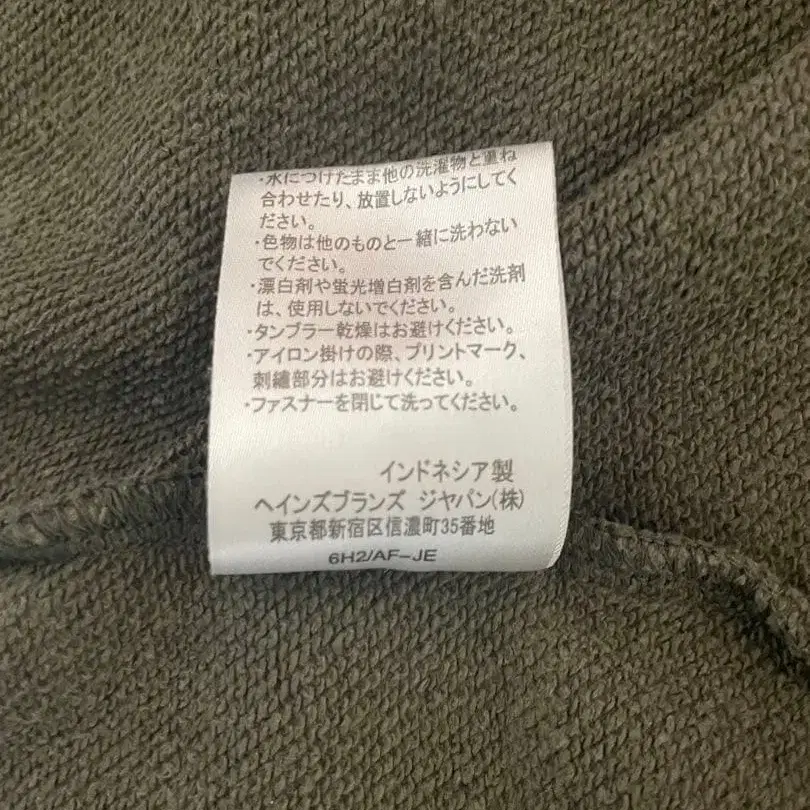 ・水につけたまま他の洗濯物と重ね
合わせたり、放置しないようにしてく
ださい。
・色物は他のものと一緒に洗わない
でください。
・漂白剤や蛍光増白剤を含んだ洗剤
は、使用しないでください。
・タンブラー乾燥はお避けください。
・アイロン掛けの際、プリントマーク、
刺繍部分はお避けください。
・ファスナーを閉じて洗ってください。
インドネシア製
ヘインズブランズ ジャパン(株)
東京都新宿区信濃町35番地
6H2/AF-JE